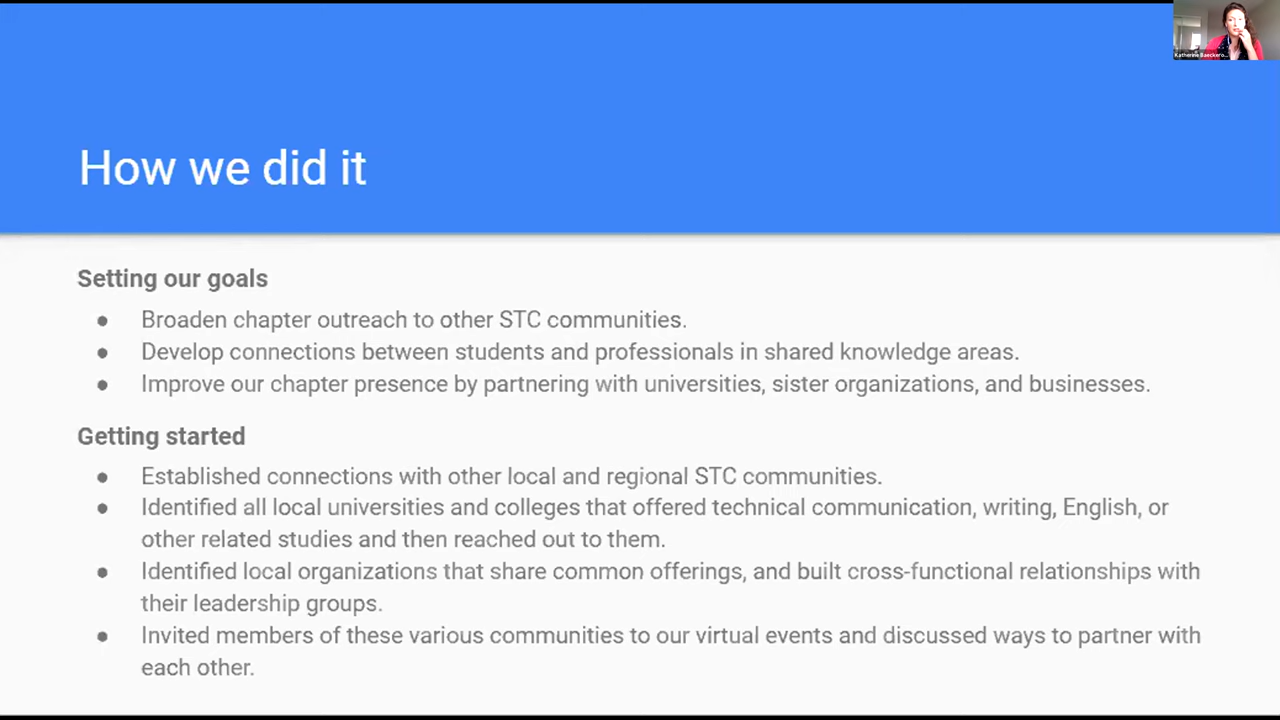 How we did it
Setting our goals
● Broaden chapter outreach to other STC communities.
● Develop connections between students and professionals in shared knowledge areas.
● Improve our chapter presence by partnering with universities, sister organizations, and businesses.
Getting started
● Established connections with other local and regional STC communities.
● Identified all local universities and colleges that offered technical communication, writing, English, or
other related studies and then reached out to them.
● Identified local organizations that share common offerings, and built cross-functional relationships with
their leadership groups.
● Invited members of these various communities to our virtual events and discussed ways to partner with
each other.
Katherine